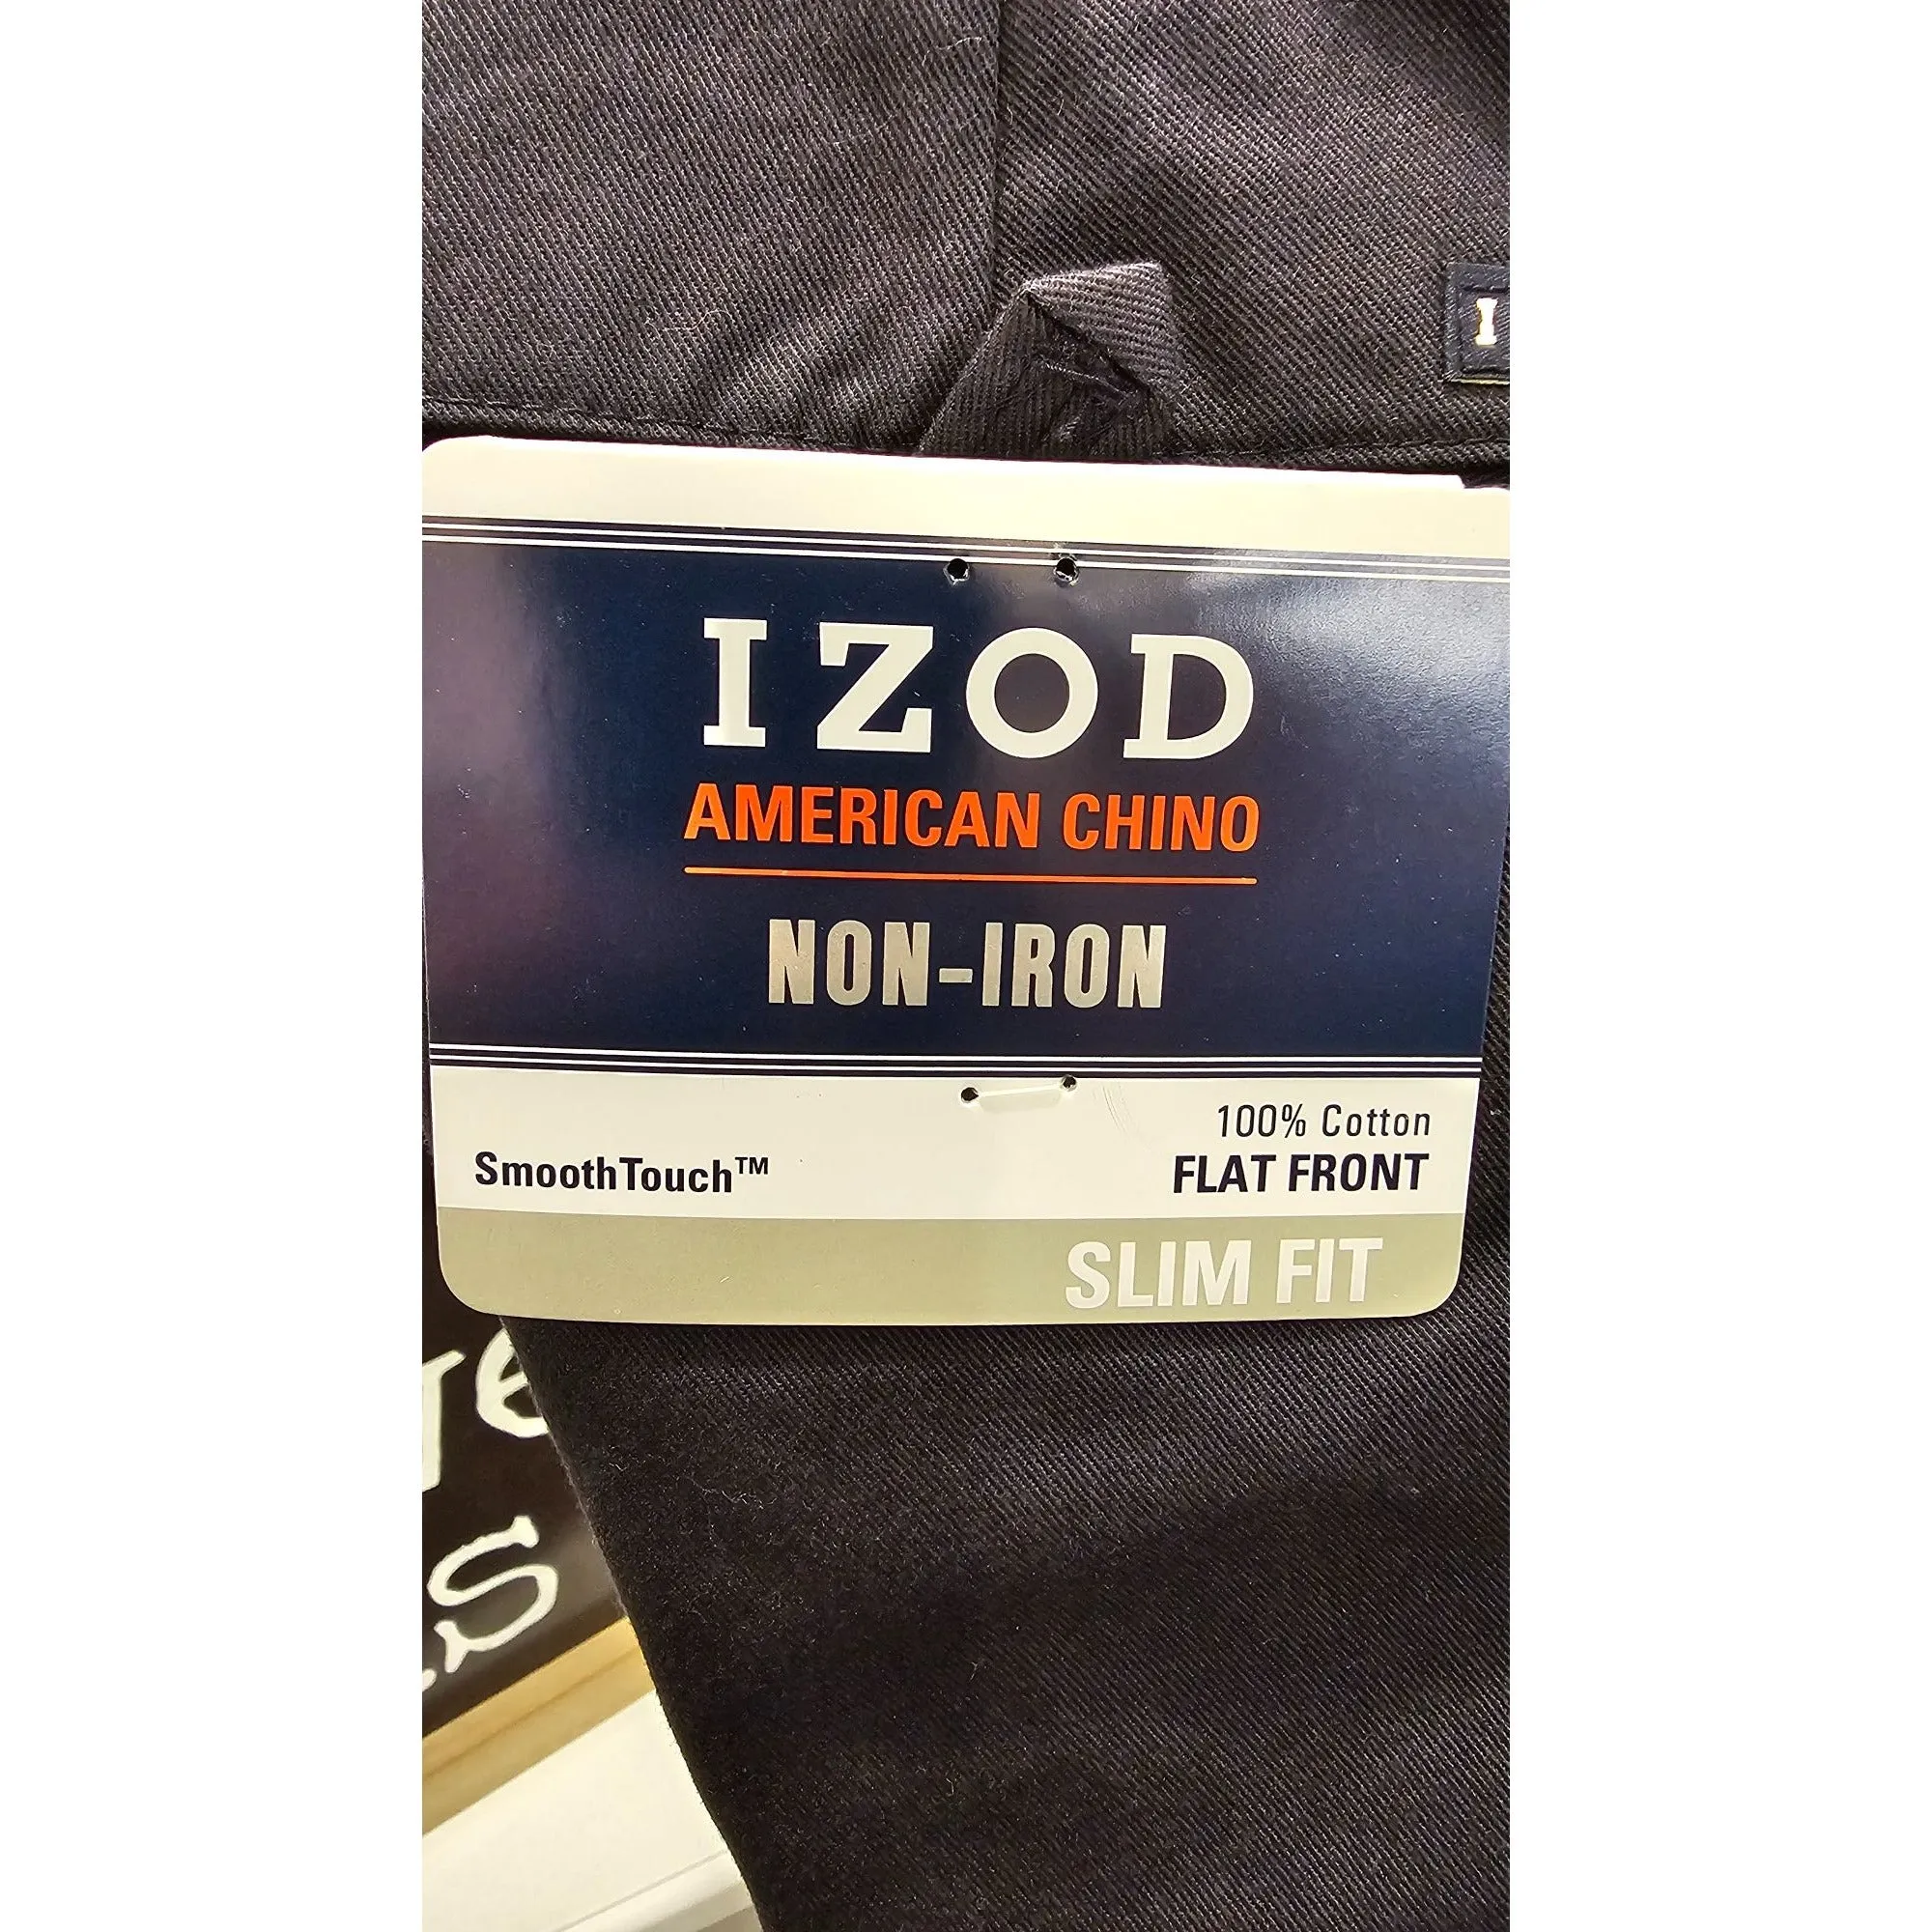 I
IZOD
AMERICAN CHINO
NON-IRON
100% Cotton
SmoothTouch™
FLAT FRONT
SLIM FIT